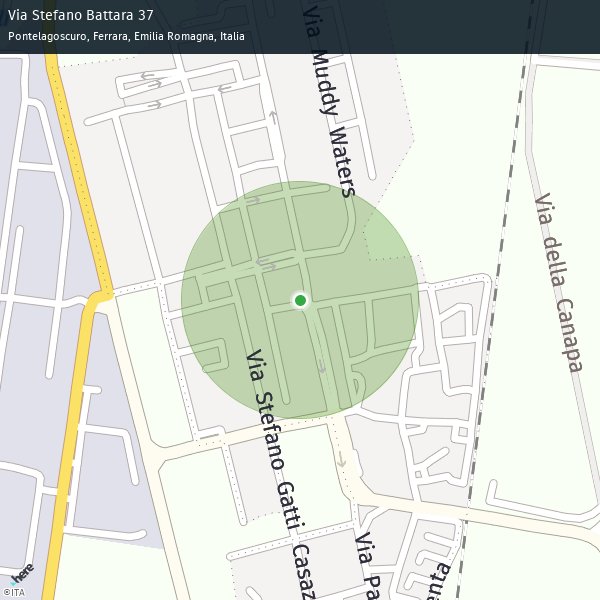 Via Stefano Battara 37
Pontelagoscuro, Ferrara, Emilia Romagna, Italia
Via Muddy Waters
Via della Canapa
Via Stefano Gatti Casaz
Via Pa
enta
here
©ITA